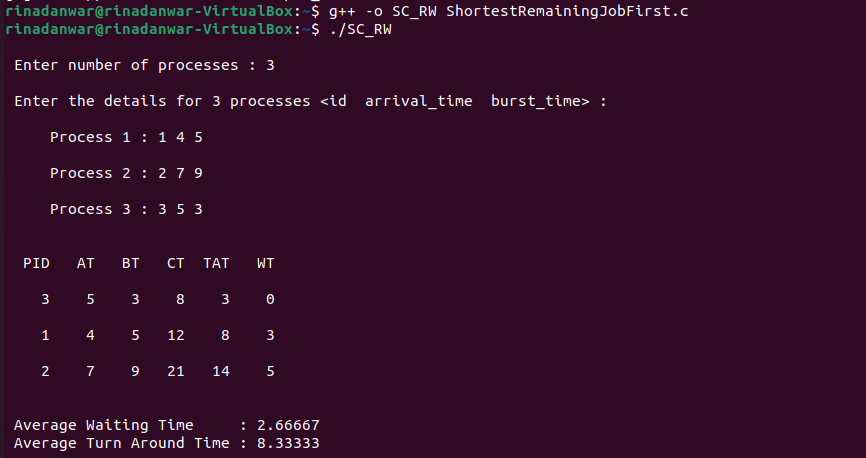 rinadanwar@rinadanwar-VirtualBox:~$ g++ -o SC_RW ShortestRemainingJobFirst.c
rinadanwar@rinadanwar-VirtualBox:~$ ./SC_RW
Enter number of processes : 3
Enter the details for 3 processes <id  arrival_time  burst_time> :
Process 1 : 1 4 5
Process 2 : 2 7 9
Process 3 : 3 5 3
PID   AT   BT   CT  TAT   WT
3    5    3    8    3    0
1    4    5   12    8    3
2    7    9   21   14    5
Average Waiting Time     : 2.66667
Average Turn Around Time : 8.33333